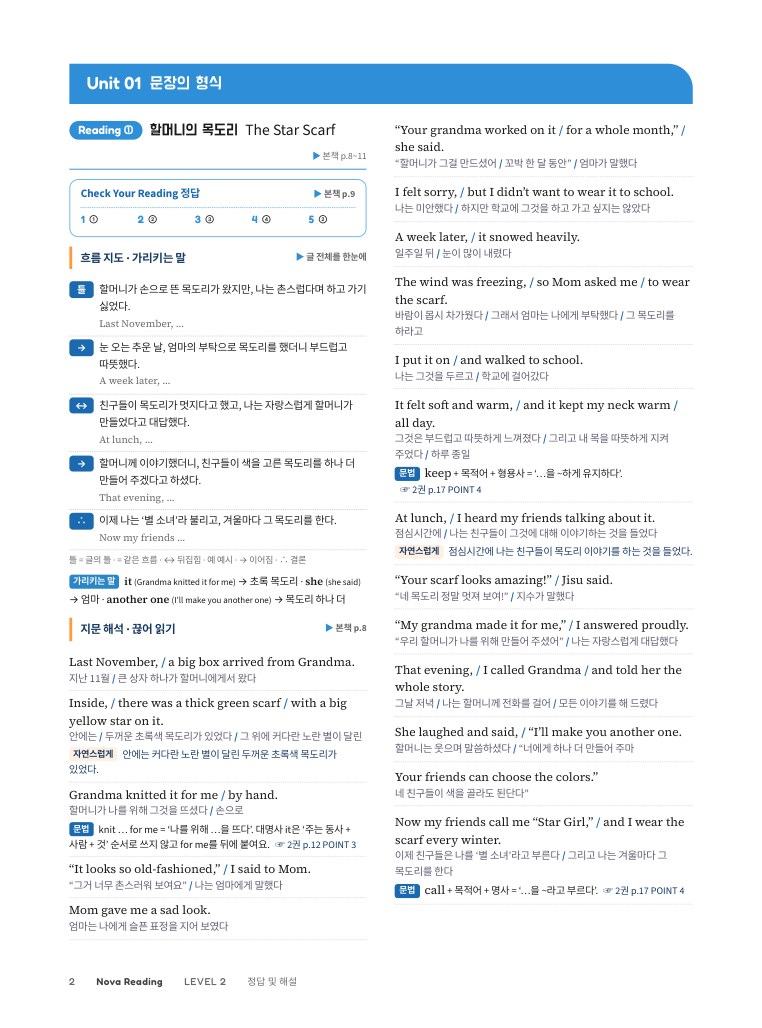 Unit 01 문장의 형식
Reading ① 할머니의 목도리 The Star Scarf
▶ 본책 p.8~11
Check Your Reading 정답 ▶ 본책 p.9
1 ① 2 ② 3 ③ 4 ④ 5 ③
흐름 지도 · 가리키는 말 ▶ 글 전체를 한눈에
틀 할머니가 손으로 뜬 목도리가 왔지만, 나는 촌스럽다며 하고 가기
싫었다.
Last November, ...
→ 눈 오는 추운 날, 엄마의 부탁으로 목도리를 했더니 부드럽고
따뜻했다.
A week later, ...
↔ 친구들이 목도리가 멋지다고 했고, 나는 자랑스럽게 할머니가
만들었다고 대답했다.
At lunch, ...
→ 할머니께 이야기했더니, 친구들이 색을 고른 목도리를 하나 더
만들어 주겠다고 하셨다.
That evening, ...
∴ 이제 나는 ‘별 소녀’라 불리고, 겨울마다 그 목도리를 한다.
Now my friends ...
틀 = 글의 틀 · = 같은 흐름 · ↔ 뒤집힘 · 예 예시 · → 이어짐 · ∴ 결론
가리키는 말 it (Grandma knitted it for me) → 초록 목도리 · she (she said)
→ 엄마 · another one (I’ll make you another one) → 목도리 하나 더
지문 해석 · 끊어 읽기 ▶ 본책 p.8
Last November, / a big box arrived from Grandma.
지난 11월 / 큰 상자 하나가 할머니에게서 왔다
Inside, / there was a thick green scarf / with a big
yellow star on it.
안에는 / 두꺼운 초록색 목도리가 있었다 / 그 위에 커다란 노란 별이 달린
자연스럽게 안에는 커다란 노란 별이 달린 두꺼운 초록색 목도리가
있었다.
Grandma knitted it for me / by hand.
할머니가 나를 위해 그것을 뜨셨다 / 손으로
문법 knit … for me = ‘나를 위해 …을 뜨다’. 대명사 it은 ‘주는 동사 +
사람 + 것’ 순서로 쓰지 않고 for me를 뒤에 붙여요. ☞ 2권 p.12 POINT 3
“It looks so old-fashioned,” / I said to Mom.
“그거 너무 촌스러워 보여요” / 나는 엄마에게 말했다
Mom gave me a sad look.
엄마는 나에게 슬픈 표정을 지어 보였다
“Your grandma worked on it / for a whole month,” /
she said.
“할머니가 그걸 만드셨어 / 꼬박 한 달 동안” / 엄마가 말했다
I felt sorry, / but I didn’t want to wear it to school.
나는 미안했다 / 하지만 학교에 그것을 하고 가고 싶지는 않았다
A week later, / it snowed heavily.
일주일 뒤 / 눈이 많이 내렸다
The wind was freezing, / so Mom asked me / to wear
the scarf.
바람이 몹시 차가웠다 / 그래서 엄마는 나에게 부탁했다 / 그 목도리를
하라고
I put it on / and walked to school.
나는 그것을 두르고 / 학교에 걸어갔다
It felt soft and warm, / and it kept my neck warm /
all day.
그것은 부드럽고 따뜻하게 느껴졌다 / 그리고 내 목을 따뜻하게 지켜
주었다 / 하루 종일
문법 keep + 목적어 + 형용사 = ‘…을 ~하게 유지하다’.
☞ 2권 p.17 POINT 4
At lunch, / I heard my friends talking about it.
점심시간에 / 나는 친구들이 그것에 대해 이야기하는 것을 들었다
자연스럽게 점심시간에 나는 친구들이 목도리 이야기를 하는 것을 들었다.
“Your scarf looks amazing!” / Jisu said.
“네 목도리 정말 멋져 보여!” / 지수가 말했다
“My grandma made it for me,” / I answered proudly.
“우리 할머니가 나를 위해 만들어 주셨어” / 나는 자랑스럽게 대답했다
That evening, / I called Grandma / and told her the
whole story.
그날 저녁 / 나는 할머니께 전화를 걸어 / 모든 이야기를 해 드렸다
She laughed and said, / “I’ll make you another one.
할머니는 웃으며 말씀하셨다 / “너에게 하나 더 만들어 주마
Your friends can choose the colors.”
네 친구들이 색을 골라도 된단다”
Now my friends call me “Star Girl,” / and I wear the
scarf every winter.
이제 친구들은 나를 ‘별 소녀’라고 부른다 / 그리고 나는 겨울마다 그
목도리를 한다
문법 call + 목적어 + 명사 = ‘…을 ~라고 부르다’. ☞ 2권 p.17 POINT 4
2 Nova Reading LEVEL 2 정답 및 해설